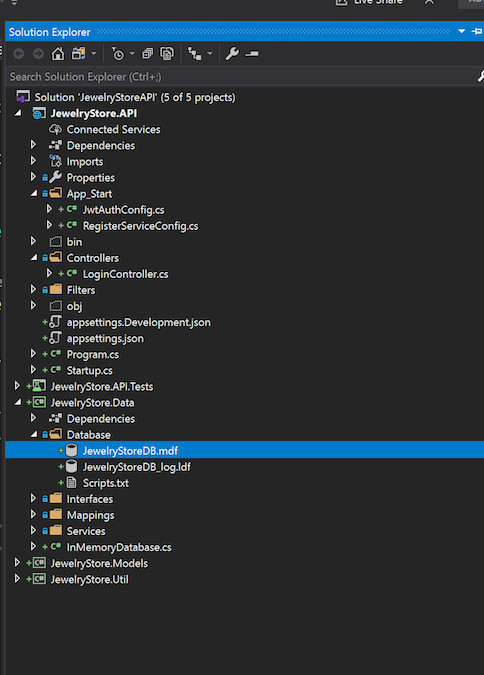 Live Share
Solution Explorer
Search Solution Explorer (Ctrl+;)
Solution 'JewelryStoreAPI' (5 of 5 projects)
JewelryStore.API
Connected Services
Dependencies
Imports
Properties
App_Start
JwtAuthConfig.cs
RegisterServiceConfig.cs
bin
Controllers
LoginController.cs
Filters
obj
appsettings.Development.json
appsettings.json
Program.cs
Startup.cs
JewelryStore.API.Tests
JewelryStore.Data
Dependencies
Database
JewelryStoreDB.mdf
JewelryStoreDB_log.ldf
Scripts.txt
Interfaces
Mappings
Services
InMemoryDatabase.cs
JewelryStore.Models
JewelryStore.Util